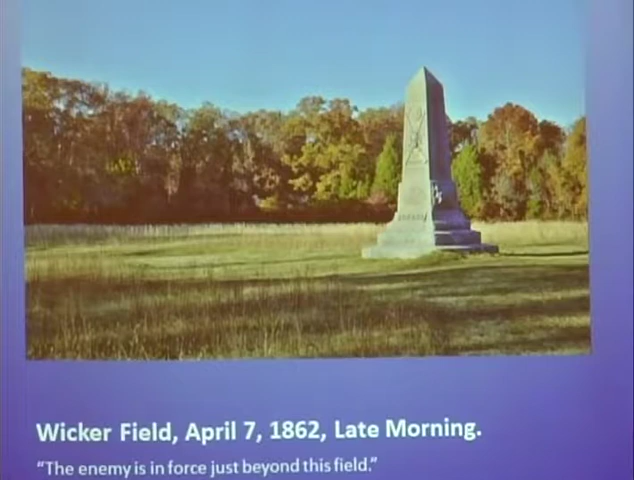 Wicker Field, April 7, 1862, Late Morning.
“The enemy is in force just beyond this field.”